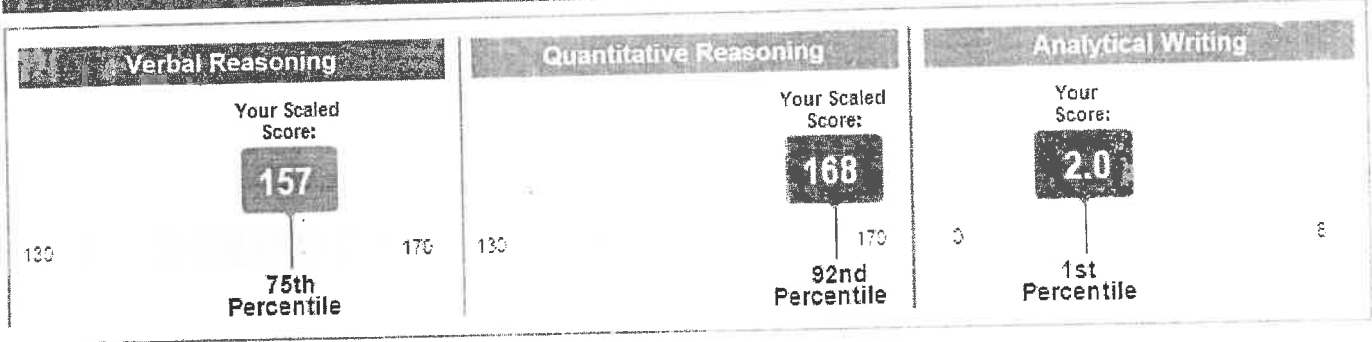 Verbal Reasoning
Your Scaled
Score:
157
130
170
75th
Percentile
Quantitative Reasoning
Your Scaled
Score:
168
130
170
92nd
Percentile
Analytical Writing
Your
Score:
2.0
0
1st
Percentile